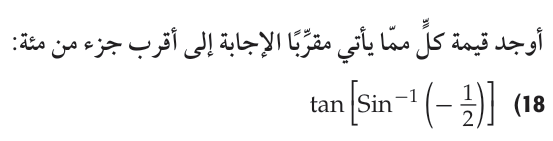 أوجد قيمة كلٍّ ممّا يأتي مقرِّبًا الإجابة إلى أقرب جزء من مئة:
(18 tan [Sin⁻¹ (− 1/2)]